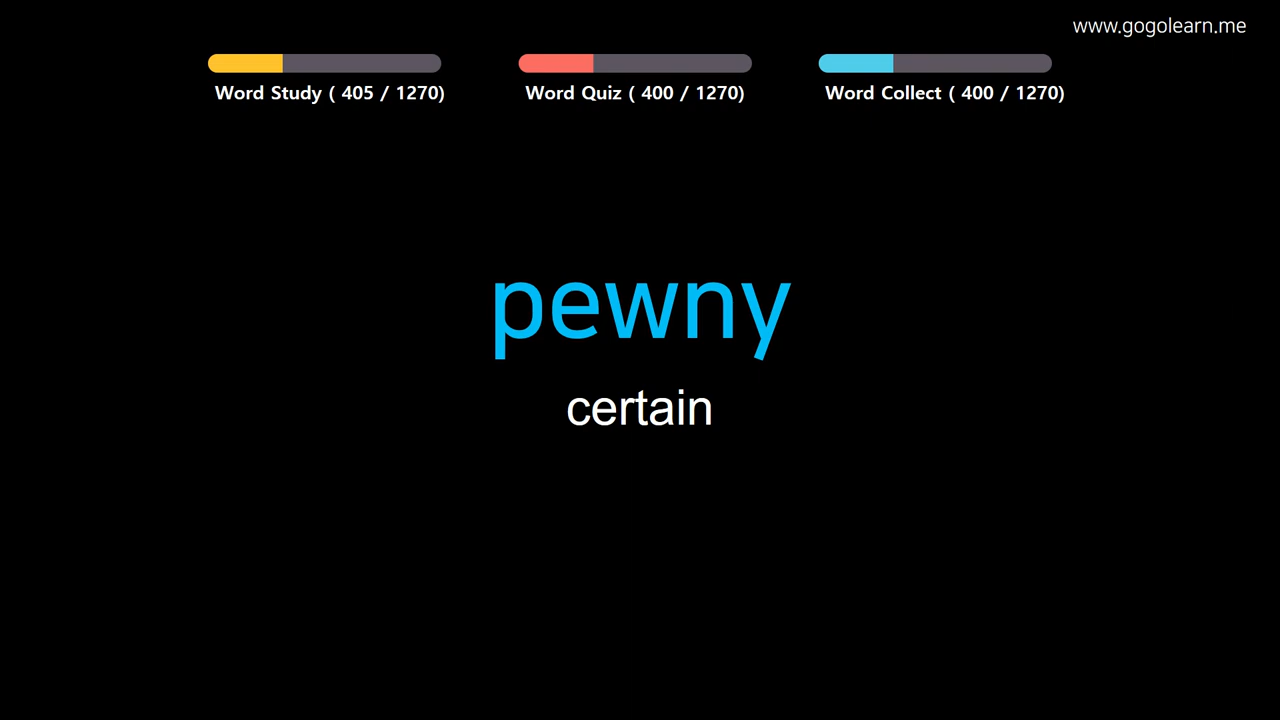 www.gogolearn.me
Word Study ( 405 / 1270)
Word Quiz ( 400 / 1270)
Word Collect ( 400 / 1270)
pewny
certain